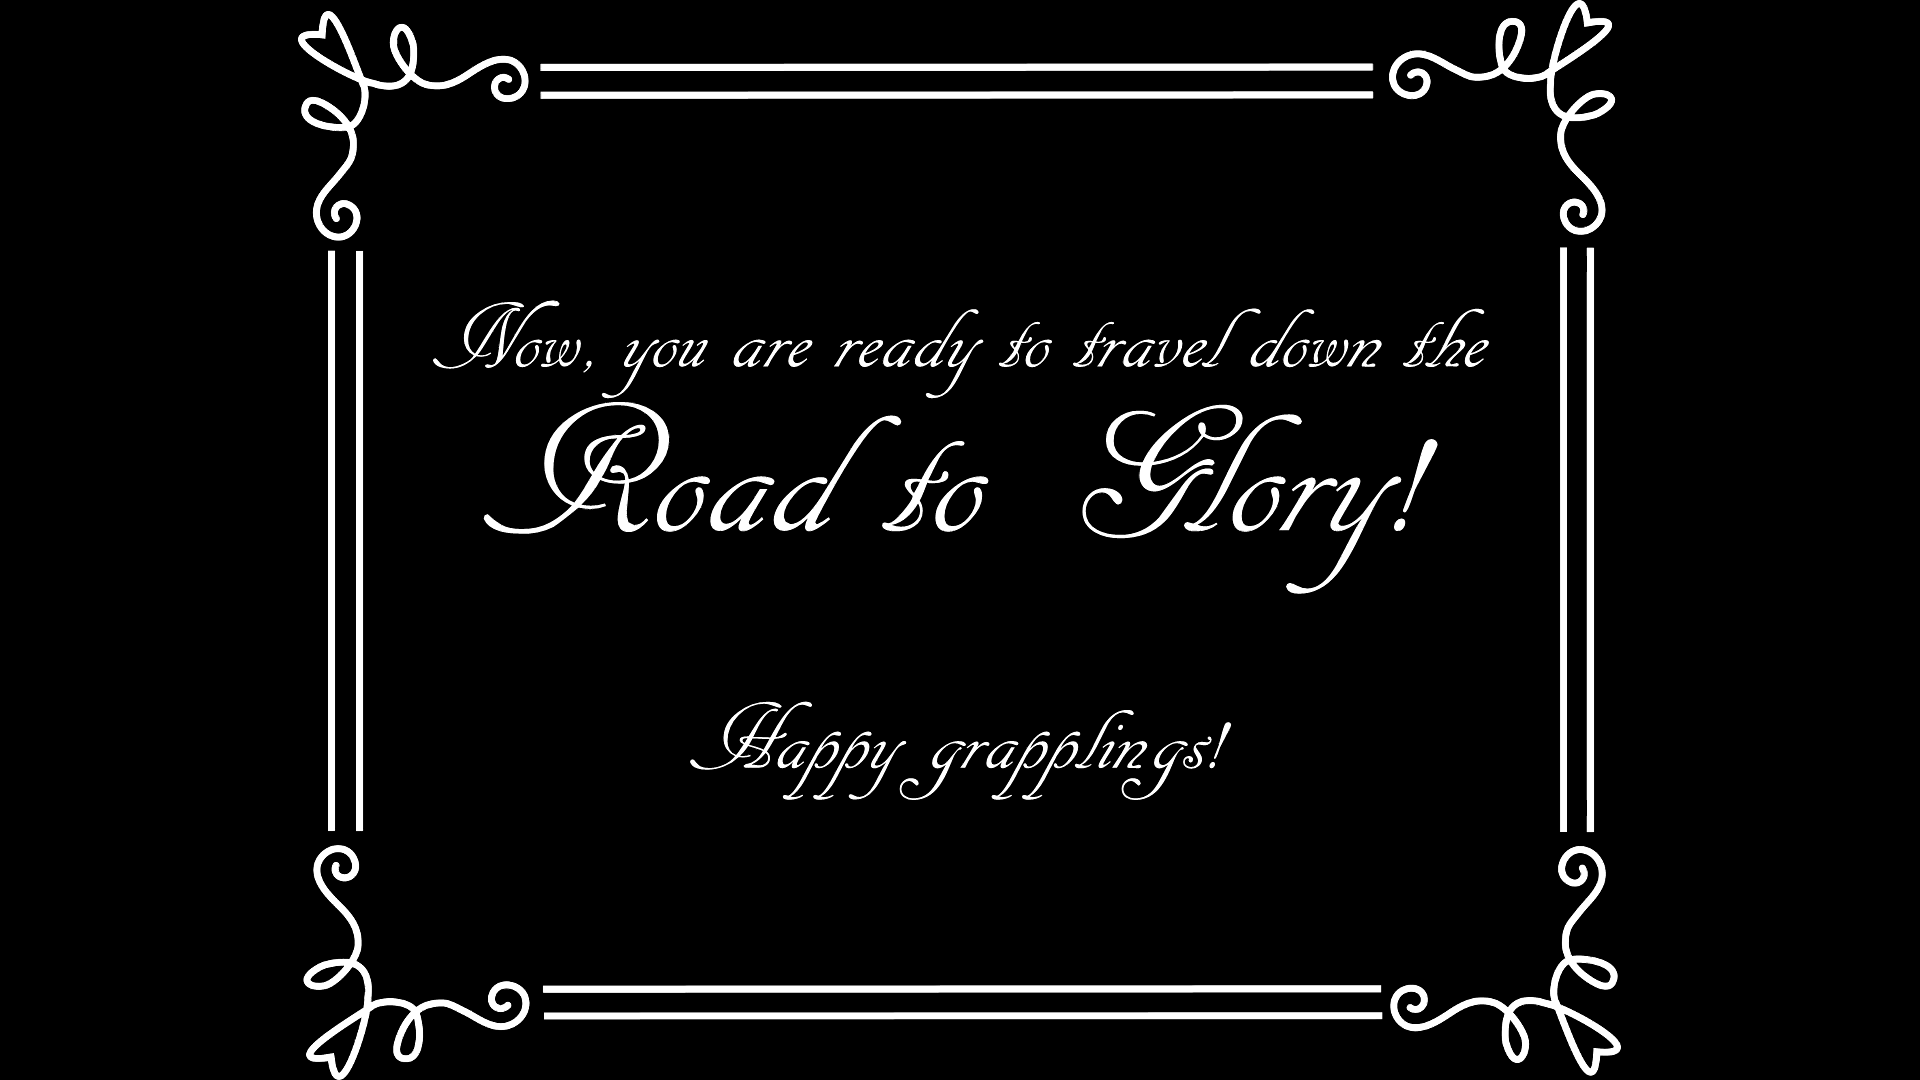 Now, you are ready to travel down the
Road to Glory!
Happy grapplings!